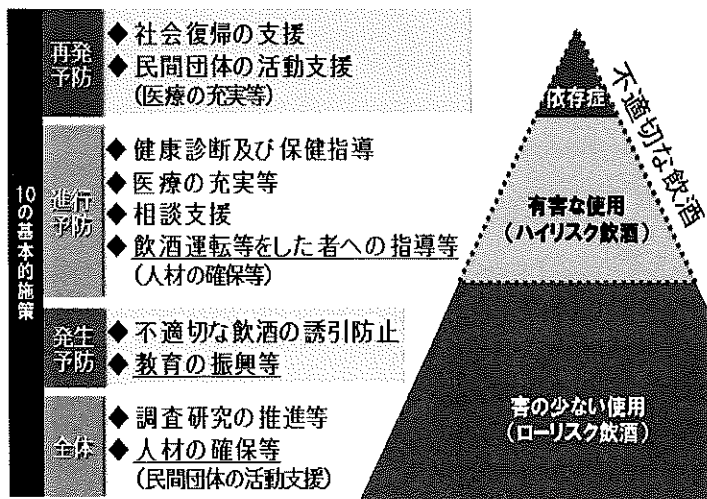 10の基本的施策
再発
予防
◆ 社会復帰の支援
◆ 民間団体の活動支援
(医療の充実等)
進行
予防
◆ 健康診断及び保健指導
◆ 医療の充実等
◆ 相談支援
◆ 飲酒運転等をした者への指導等
(人材の確保等)
発生
予防
◆ 不適切な飲酒の誘引防止
◆ 教育の振興等
全体
◆ 調査研究の推進等
◆ 人材の確保等
(民間団体の活動支援)
依存症
不適切な飲酒
有害な使用
(ハイリスク飲酒)
害の少ない使用
(ローリスク飲酒)